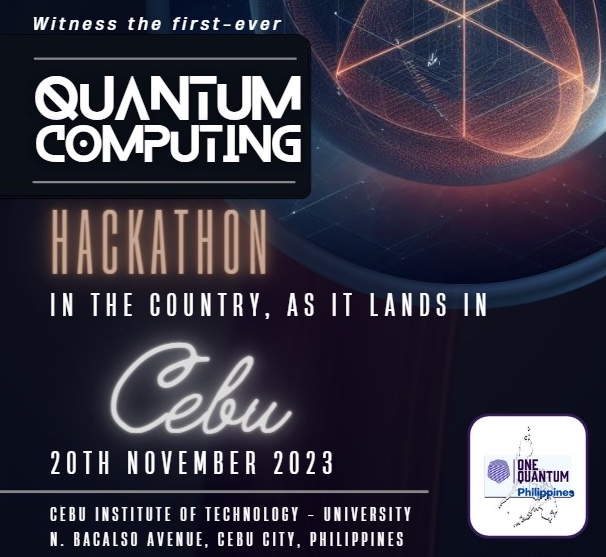 Witness the first-ever
QUANTUM
COMPUTING
HACKATHON
IN THE COUNTRY, AS IT LANDS IN
Cebu
20TH NOVEMBER 2023
CEBU INSTITUTE OF TECHNOLOGY - UNIVERSITY
N. BACALSO AVENUE, CEBU CITY, PHILIPPINES
ONE
QUANTUM
Philippines